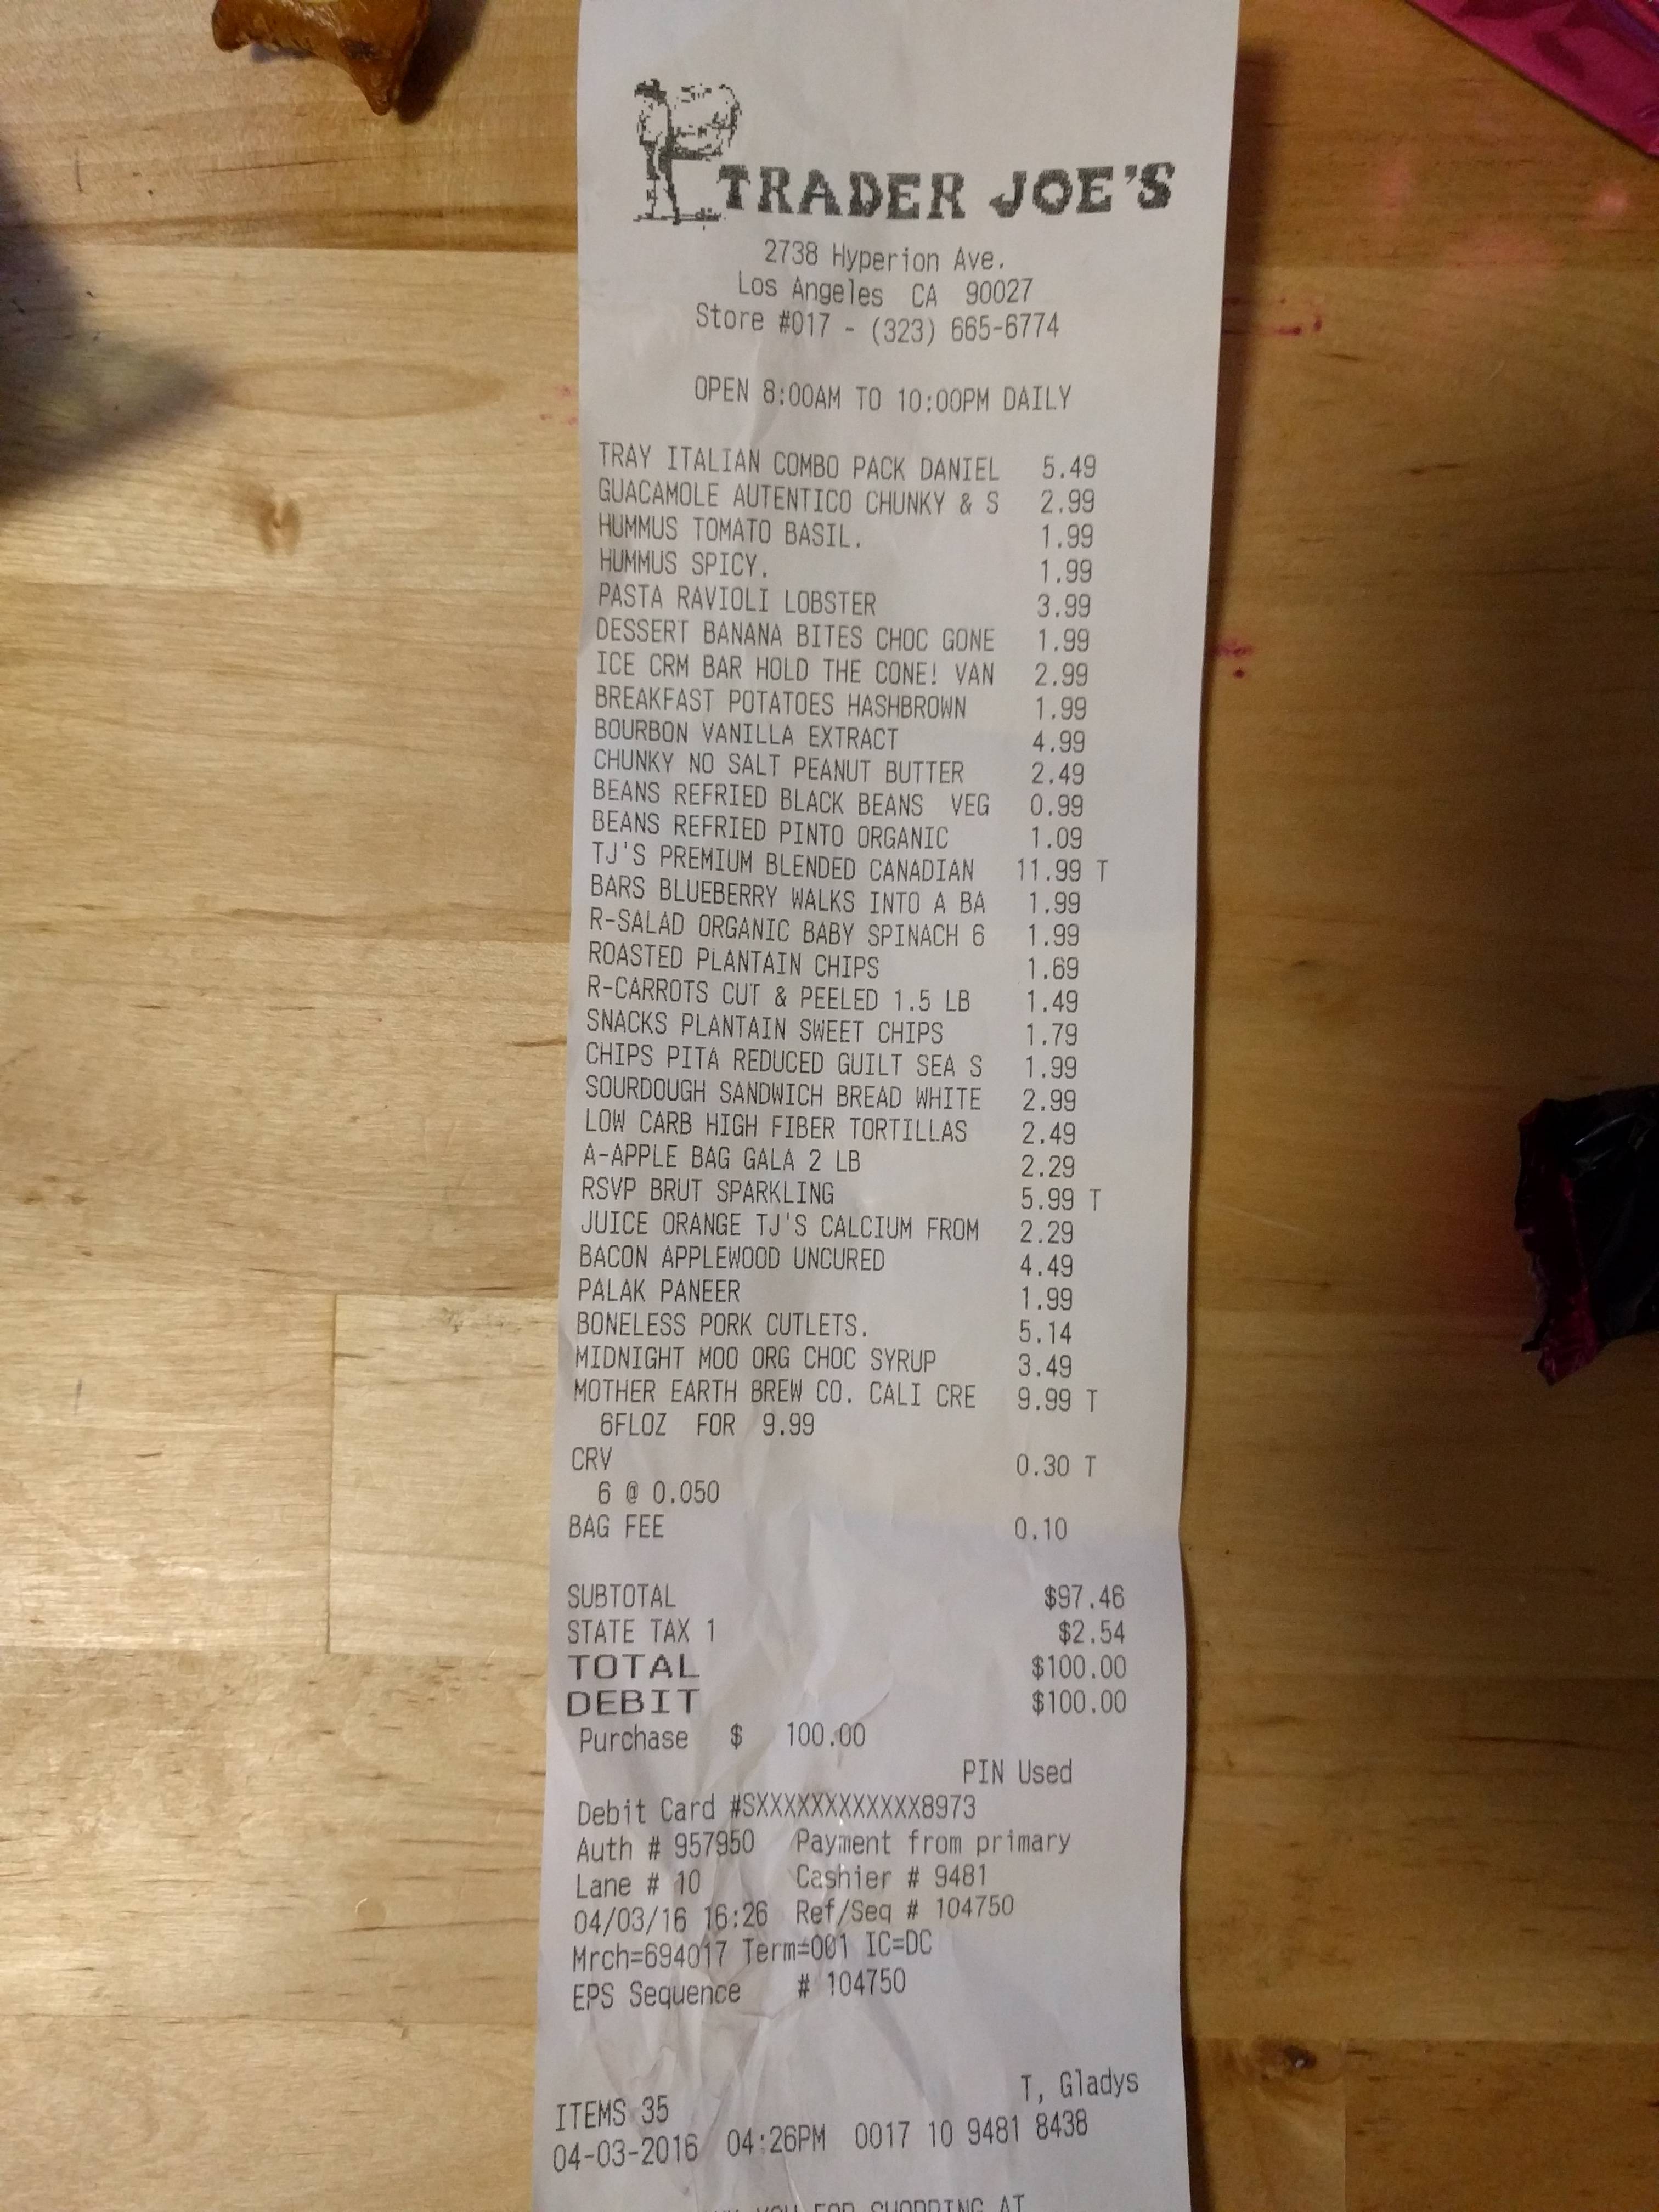 TRADER JOE'S
2738 Hyperion Ave.
Los Angeles CA 90027
Store #017 - (323) 665-6774
OPEN 8:00AM TO 10:00PM DAILY
TRAY ITALIAN COMBO PACK DANIEL 5.49
GUACAMOLE AUTENTICO CHUNKY & S 2.99
HUMMUS TOMATO BASIL. 1.99
HUMMUS SPICY. 1.99
PASTA RAVIOLI LOBSTER 3.99
DESSERT BANANA BITES CHOC GONE 1.99
ICE CRM BAR HOLD THE CONE! VAN 2.99
BREAKFAST POTATOES HASHBROWN 1.99
BOURBON VANILLA EXTRACT 4.99
CHUNKY NO SALT PEANUT BUTTER 2.49
BEANS REFRIED BLACK BEANS VEG 0.99
BEANS REFRIED PINTO ORGANIC 1.09
TJ'S PREMIUM BLENDED CANADIAN 11.99 T
BARS BLUEBERRY WALKS INTO A BA 1.99
R-SALAD ORGANIC BABY SPINACH 6 1.99
ROASTED PLANTAIN CHIPS 1.69
R-CARROTS CUT & PEELED 1.5 LB 1.49
SNACKS PLANTAIN SWEET CHIPS 1.79
CHIPS PITA REDUCED GUILT SEA S 1.99
SOURDOUGH SANDWICH BREAD WHITE 2.99
LOW CARB HIGH FIBER TORTILLAS 2.49
A-APPLE BAG GALA 2 LB 2.29
RSVP BRUT SPARKLING 5.99 T
JUICE ORANGE TJ'S CALCIUM FROM 2.29
BACON APPLEWOOD UNCURED 4.49
PALAK PANEER 1.99
BONELESS PORK CUTLETS. 5.14
MIDNIGHT MOO ORG CHOC SYRUP 3.49
MOTHER EARTH BREW CO. CALI CRE 9.99 T
6FLOZ FOR 9.99
CRV 0.30 T
6 @ 0.050
BAG FEE 0.10
SUBTOTAL $97.46
STATE TAX 1 $2.54
TOTAL $100.00
DEBIT $100.00
Purchase $ 100.00
PIN Used
Debit Card #SXXXXXXXXXXXX8973
Auth # 957950 Payment from primary
Lane # 10 Cashier # 9481
04/03/16 16:26 Ref/Seq # 104750
Mrch=694017 Term=001 IC=DC
EPS Sequence # 104750
T, Gladys
ITEMS 35
04-03-2016 04:26PM 0017 10 9481 8438
YOU FOR SHOPPING AT